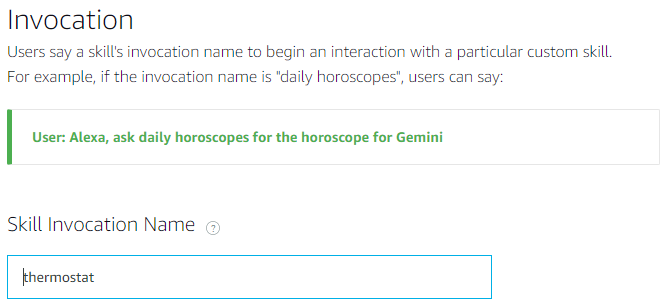 Invocation
Users say a skill's invocation name to begin an interaction with a particular custom skill.
For example, if the invocation name is "daily horoscopes", users can say:
User: Alexa, ask daily horoscopes for the horoscope for Gemini
Skill Invocation Name ?
thermostat